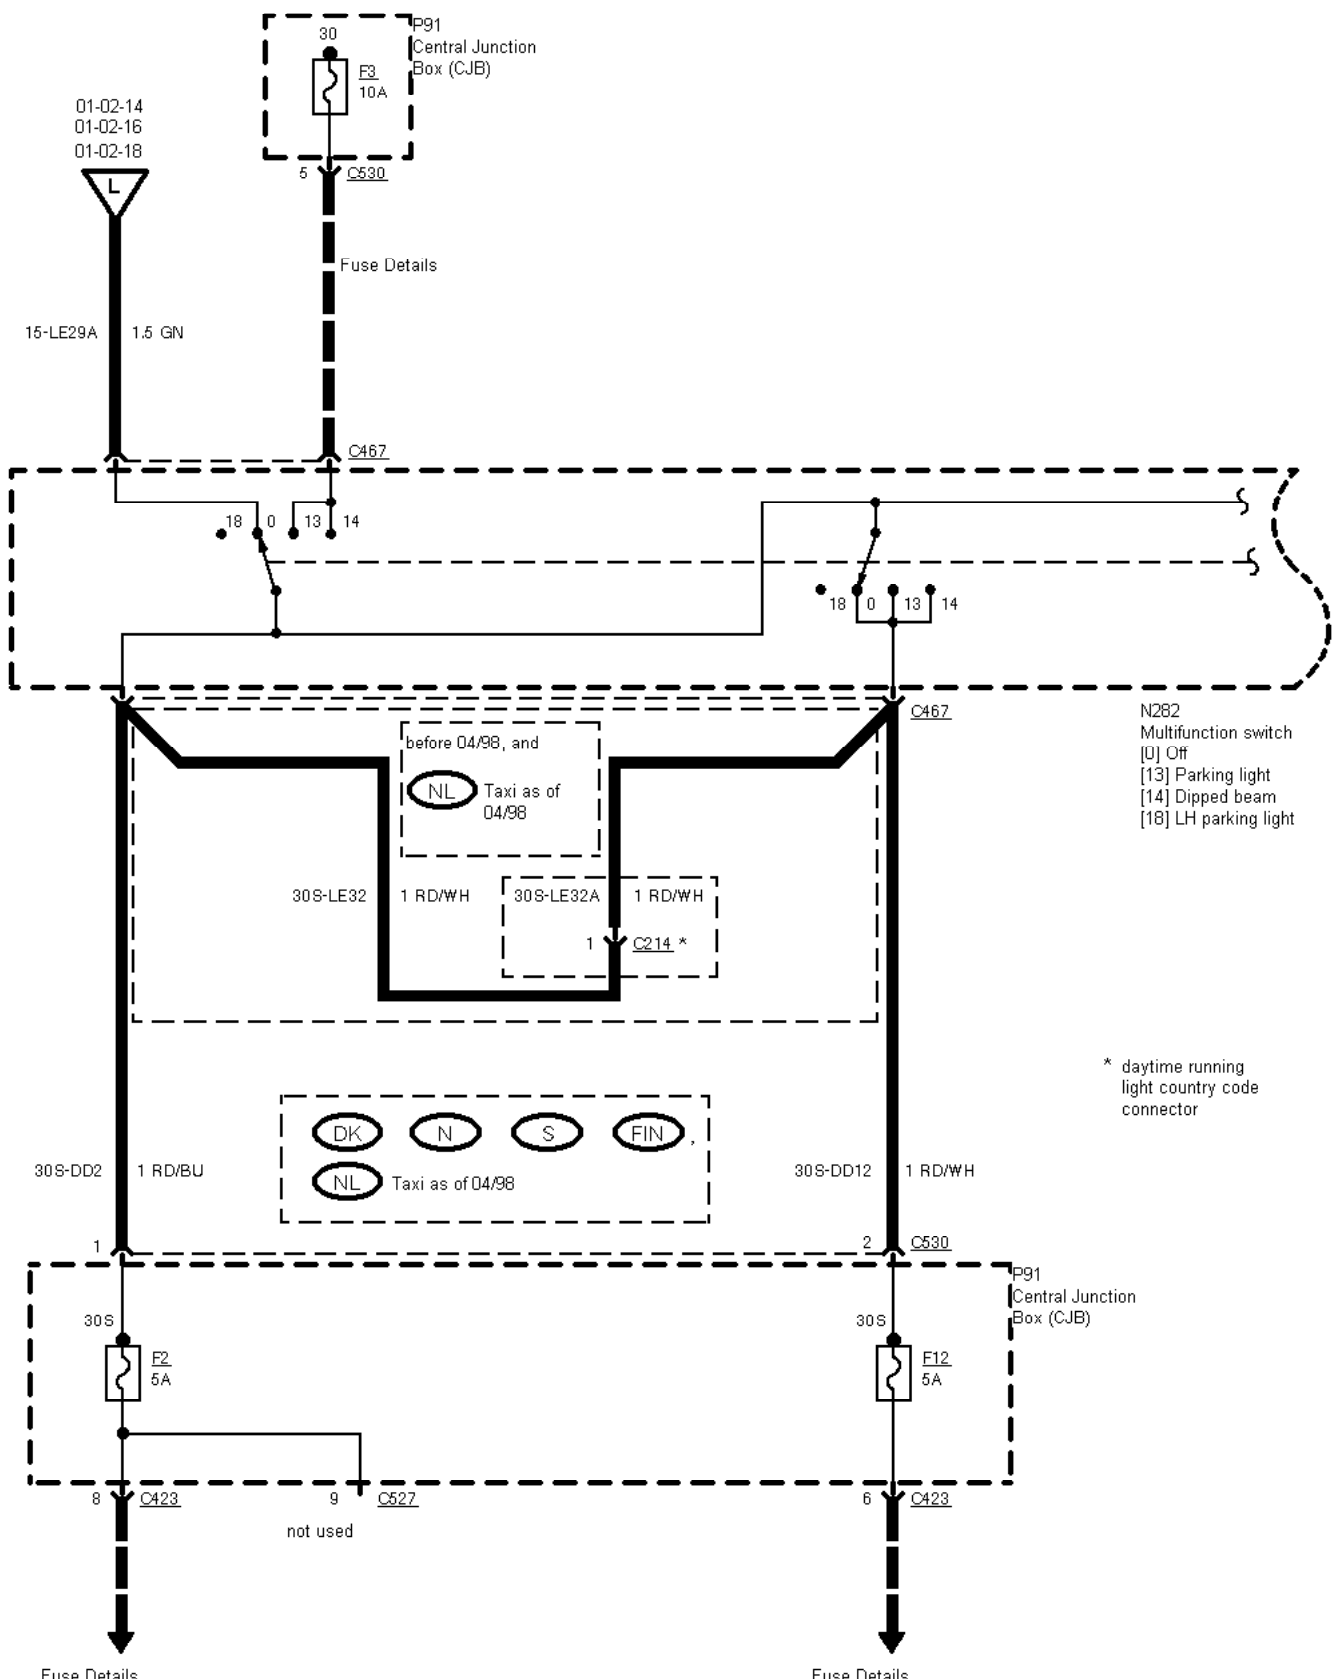 30
P91
Central Junction
Box (CJB)
F3
10A
01-02-14
01-02-16
01-02-18
L
5
C530
Fuse Details
15-LE29A
1.5 GN
C467
18
0
13
14
18
0
13
14
C467
N282
Multifunction switch
[0] Off
[13] Parking light
[14] Dipped beam
[18] LH parking light
before 04/98, and
NL
Taxi as of
04/98
30S-LE32
1 RD/WH
30S-LE32A
1 RD/WH
1
C214 *
* daytime running
light country code
connector
DK
N
S
FIN
,
NL
Taxi as of 04/98
30S-DD2
1 RD/BU
30S-DD12
1 RD/WH
1
2
C530
P91
Central Junction
Box (CJB)
30S
F2
5A
30S
F12
5A
8
C423
9
C527
not used
6
C423
Fuse Details
Fuse Details